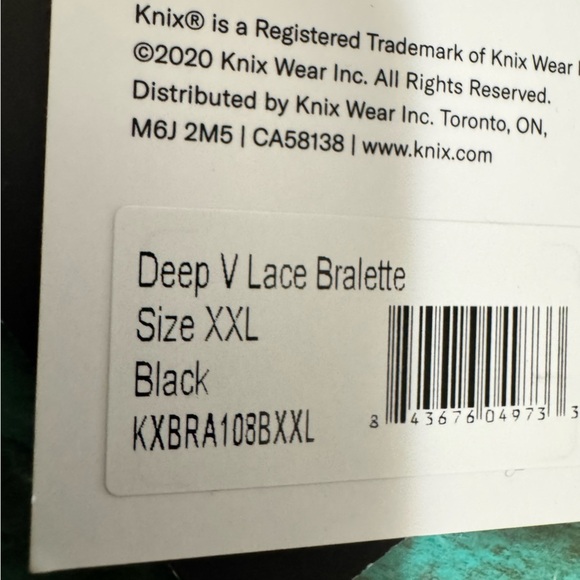 Knix® is a Registered Trademark of Knix Wear
©2020 Knix Wear Inc. All Rights Reserved.
Distributed by Knix Wear Inc. Toronto, ON,
M6J 2M5 | CA58138 | www.knix.com
Deep V Lace Bralette
Size XXL
Black
KXBRA108BXXL
8 43676 04973 3